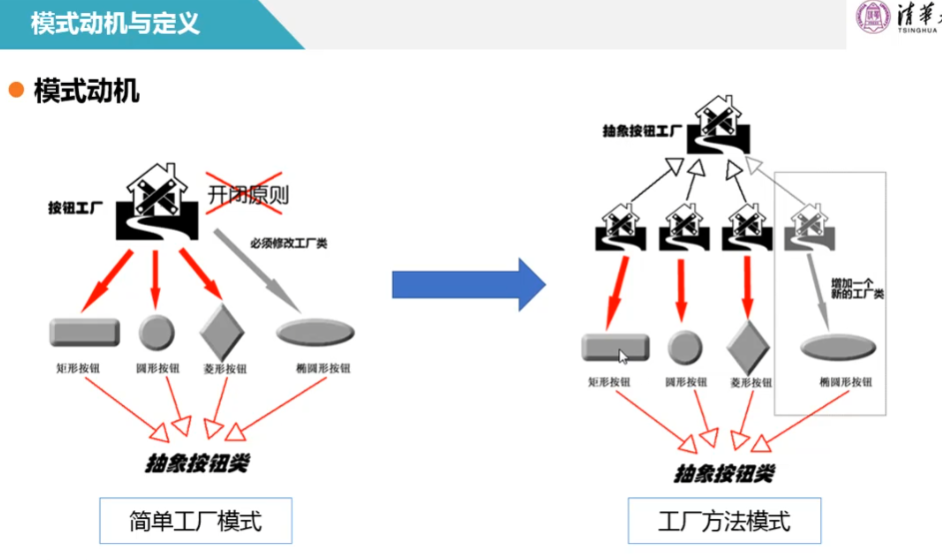 模式动机与定义
清华
TSINGHUA
模式动机
按钮工厂
开闭原则
必须修改工厂类
矩形按钮
圆形按钮
菱形按钮
椭圆形按钮
抽象按钮类
简单工厂模式
抽象按钮工厂
增加一个
新的工厂类
矩形按钮
圆形按钮
菱形按钮
椭圆形按钮
抽象按钮类
工厂方法模式